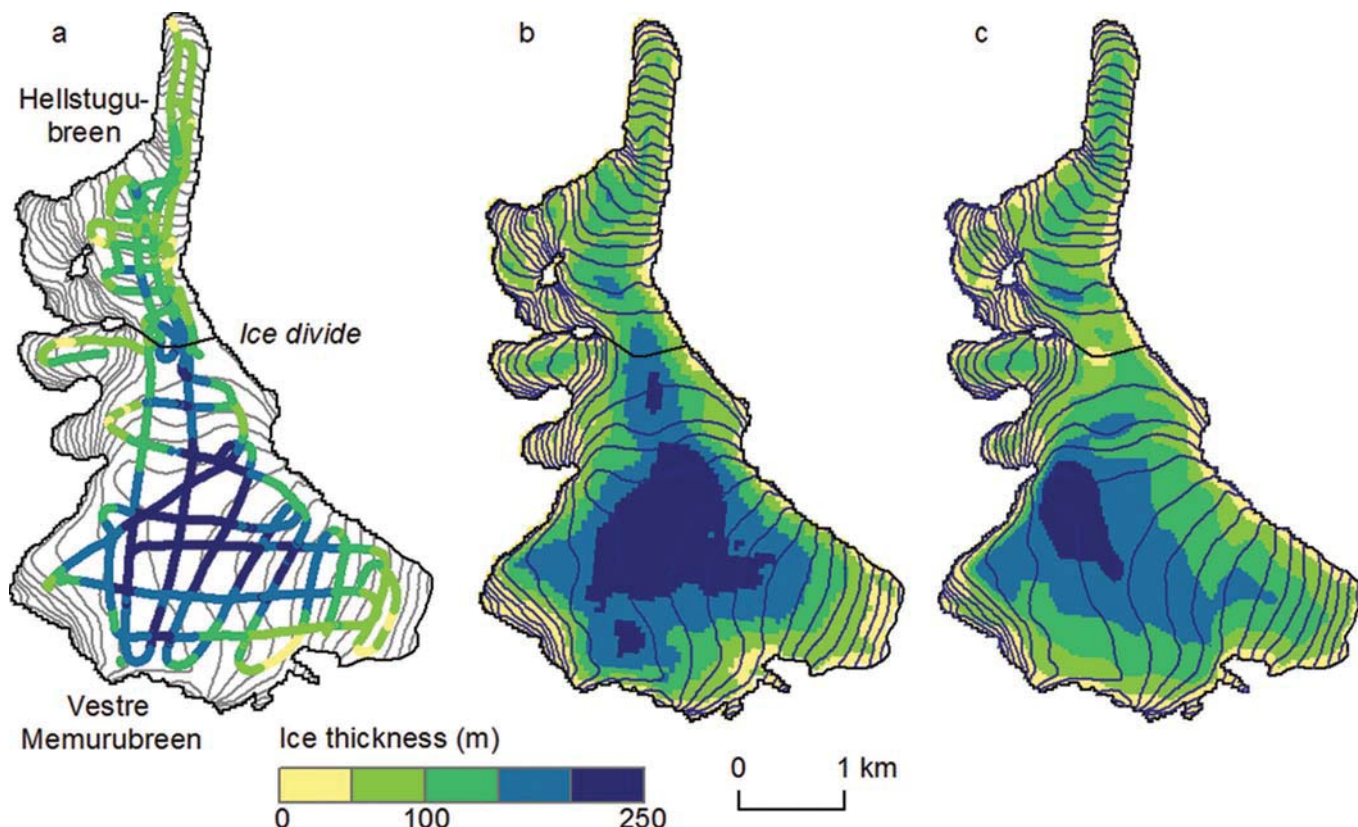 a
b
c
Hellstugu-
breen
Ice divide
Vestre
Memurubreen
Ice thickness (m)
0 100 250
0 1 km